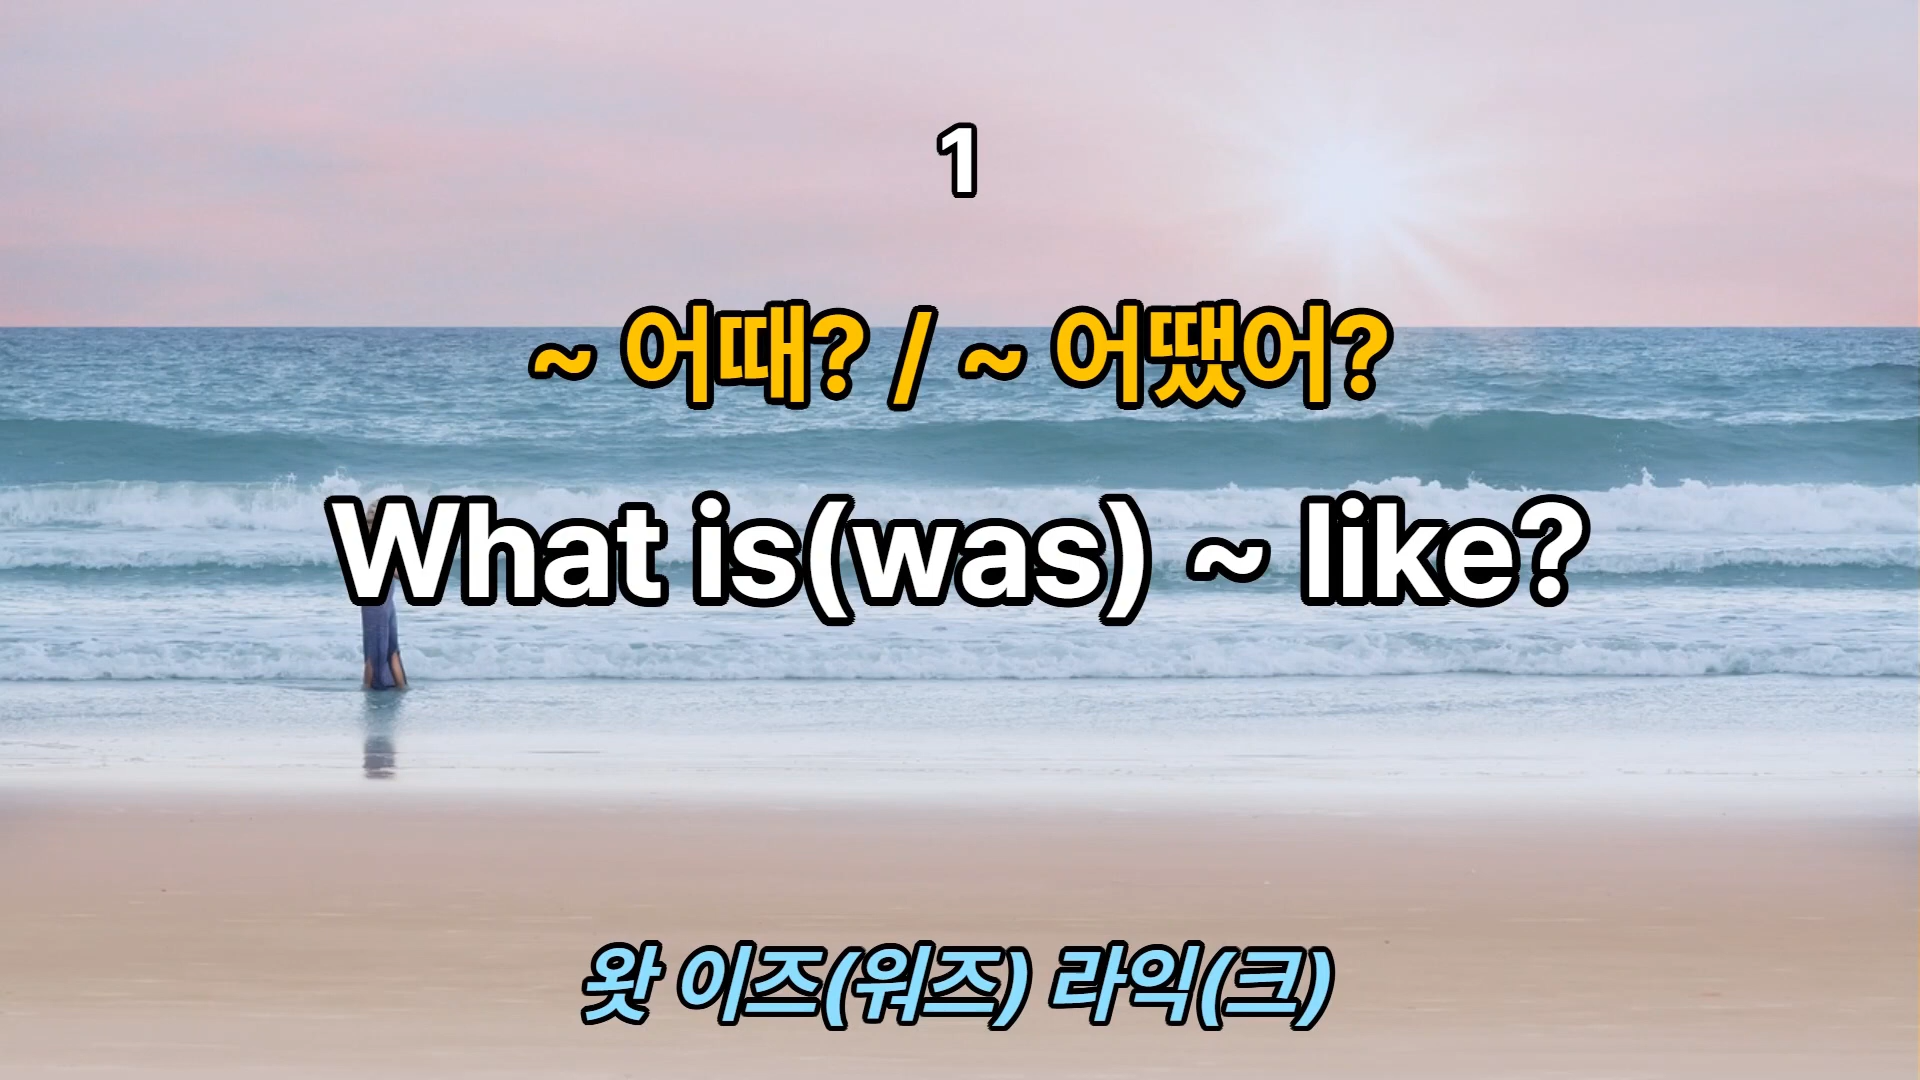 1
~ 어때? / ~ 어땠어?
What is(was) ~ like?
왓 이즈(워즈) 라익(크)